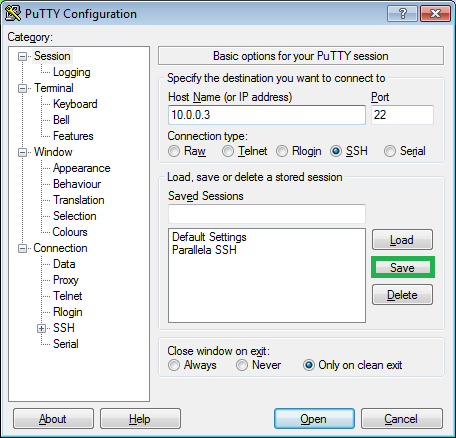 PuTTY Configuration
Category:
Session
Logging
Terminal
Keyboard
Bell
Features
Window
Appearance
Behaviour
Translation
Selection
Colours
Connection
Data
Proxy
Telnet
Rlogin
SSH
Serial
Basic options for your PuTTY session
Specify the destination you want to connect to
Host Name (or IP address) Port
10.0.0.3 22
Connection type:
Raw Telnet Rlogin SSH Serial
Load, save or delete a stored session
Saved Sessions
Default Settings
Parallela SSH
Load
Save
Delete
Close window on exit:
Always Never Only on clean exit
About Help Open Cancel